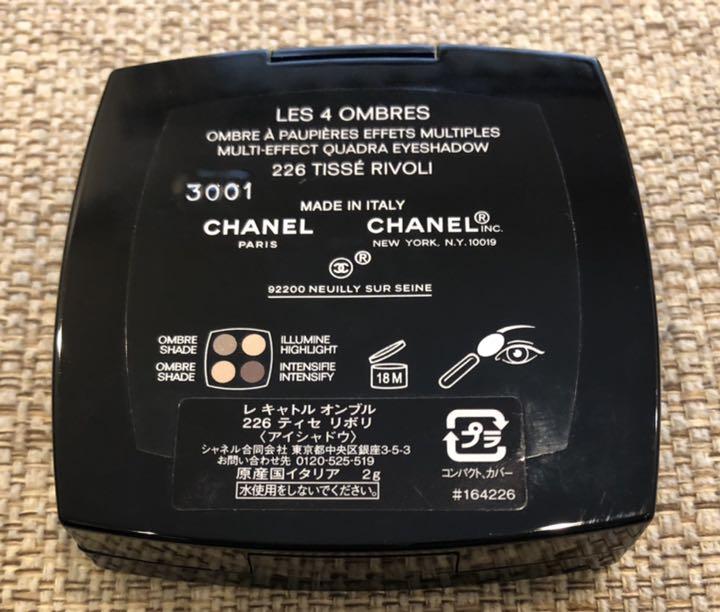 LES 4 OMBRES
OMBRE À PAUPIÈRES EFFETS MULTIPLES
MULTI-EFFECT QUADRA EYESHADOW
226 TISSÉ RIVOLI
3001
MADE IN ITALY
CHANEL CHANEL® INC.
PARIS NEW YORK, N.Y. 10019
®
92200 NEUILLY SUR SEINE
OMBRE SHADE
ILLUMINE HIGHLIGHT
OMBRE SHADE
INTENSIFIE INTENSIFY
18 M
レ キャトル オンブル
226 ティセ リボリ
〈アイシャドウ〉
シャネル合同会社 東京都中央区銀座3-5-3
お問い合わせ先 0120-525-519
原産国イタリア 2g
水使用をしないでください。
プラ
コンパクト、カバー
#164226